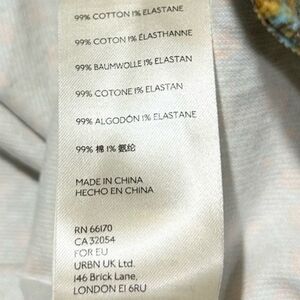 99% COTTON 1% ELASTANE
99% COTON 1% ÉLASTHANNE
99% BAUMWOLLE 1% ELASTAN
99% COTONE 1% ELASTAN
99% ALGODÓN 1% ELASTANE
99% 棉 1% 氨纶
MADE IN CHINA
HECHO EN CHINA
RN 66170
CA 32054
FOR EU
URBN UK Ltd.
146 Brick Lane,
LONDON E1 6RU